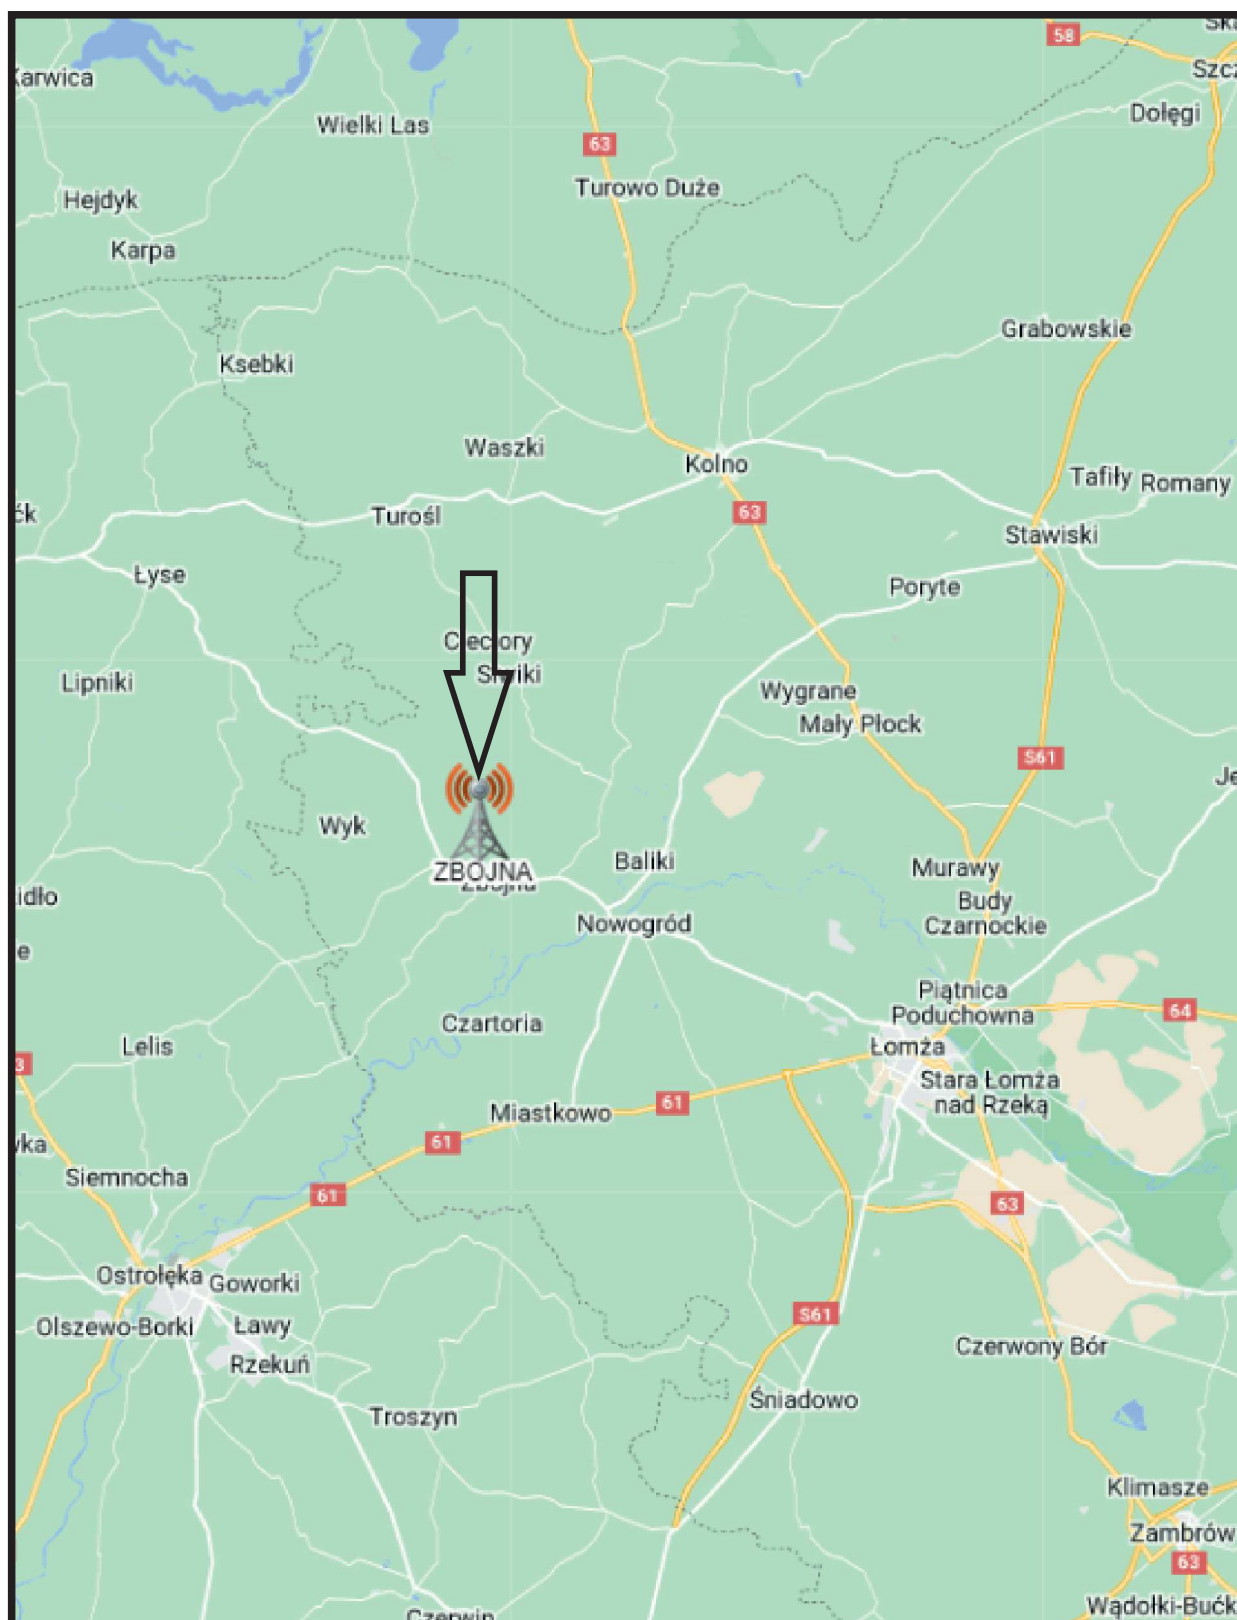 58
Karwica
Dołęgi
Wielki Las
63
Turowo Duże
Hejdyk
Karpa
Grabowskie
Ksebki
Waszki
Kolno
Tafiły
Romany
63
Turośl
Stawiski
Łyse
Poryte
Cieciory
Lipniki
Wygrane
Mały Płock
S61
Wyk
Baliki
ZBOJNA
Zbójna
Murawy
Budy
Czarnockie
Nowogród
Piątnica
Poduchowna
64
Czartoria
Lelis
Łomża
Stara Łomża
nad Rzeką
61
Miastkowo
61
Siemnocha
61
63
Ostrołęka
Goworki
Olszewo-Borki
Ławy
S61
Rzekuń
Czerwony Bór
Śniadowo
Troszyn
Klimasze
Zambrów
63
Czerwin